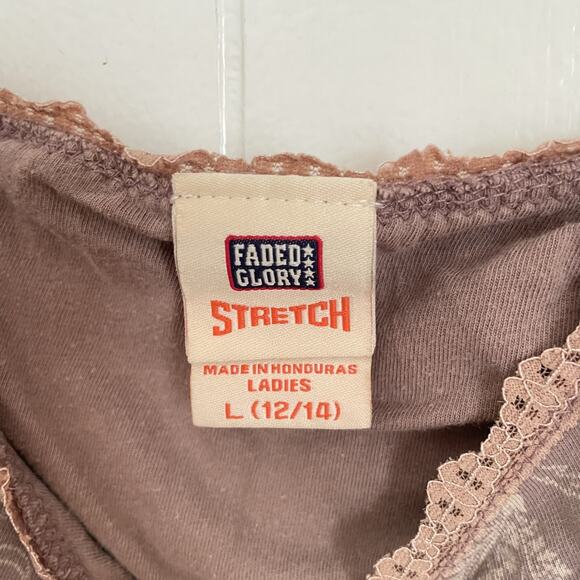 FADED
GLORY
STRETCH
MADE IN HONDURAS
LADIES
L (12/14)